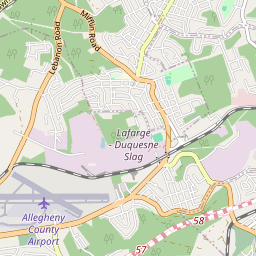 Mifflin
Road
Lebanon Road
Lafarge
- Duquesne
Slag
Allegheny
County
Airport
58
57